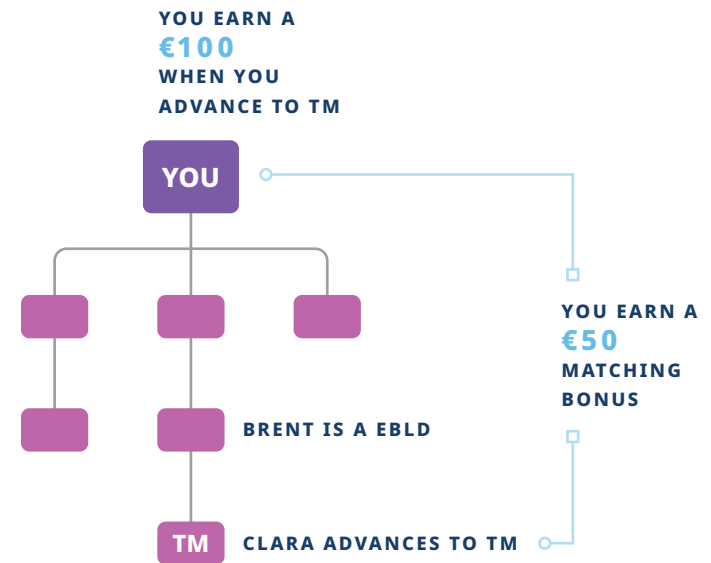 YOU EARN A
€100
WHEN YOU
ADVANCE TO TM
YOU
YOU EARN A
€50
MATCHING
BONUS
BRENT IS A EBLD
TM
CLARA ADVANCES TO TM